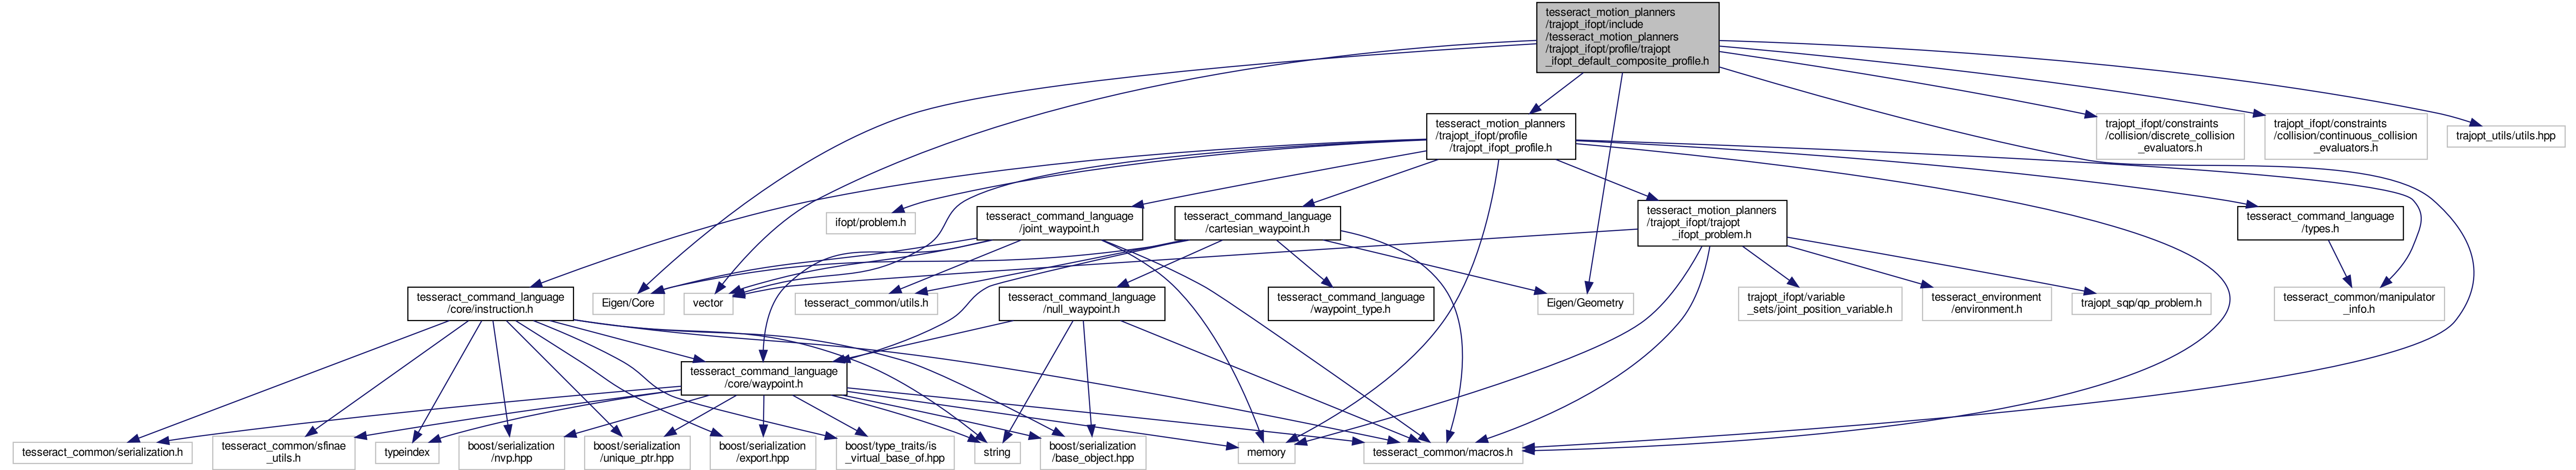 tesseract_motion_planners
/trajopt_ifopt/include
/tesseract_motion_planners
/trajopt_ifopt/profile/trajopt
_ifopt_default_composite_profile.h
tesseract_motion_planners
/trajopt_ifopt/profile
/trajopt_ifopt_profile.h
trajopt_ifopt/constraints
/collision/discrete_collision
_evaluators.h
trajopt_ifopt/constraints
/collision/continuous_collision
_evaluators.h
trajopt_utils/utils.hpp
ifopt/problem.h
tesseract_command_language
/joint_waypoint.h
tesseract_command_language
/cartesian_waypoint.h
tesseract_motion_planners
/trajopt_ifopt/trajopt
_ifopt_problem.h
tesseract_command_language
/types.h
tesseract_command_language
/core/instruction.h
Eigen/Core
vector
tesseract_common/utils.h
tesseract_command_language
/null_waypoint.h
tesseract_command_language
/waypoint_type.h
Eigen/Geometry
trajopt_ifopt/variable
_sets/joint_position_variable.h
tesseract_environment
/environment.h
trajopt_sqp/qp_problem.h
tesseract_common/manipulator
_info.h
tesseract_command_language
/core/waypoint.h
tesseract_common/serialization.h
tesseract_common/sfinae
_utils.h
typeindex
boost/serialization
/nvp.hpp
boost/serialization
/unique_ptr.hpp
boost/serialization
/export.hpp
boost/type_traits/is
_virtual_base_of.hpp
string
boost/serialization
/base_object.hpp
memory
tesseract_common/macros.h